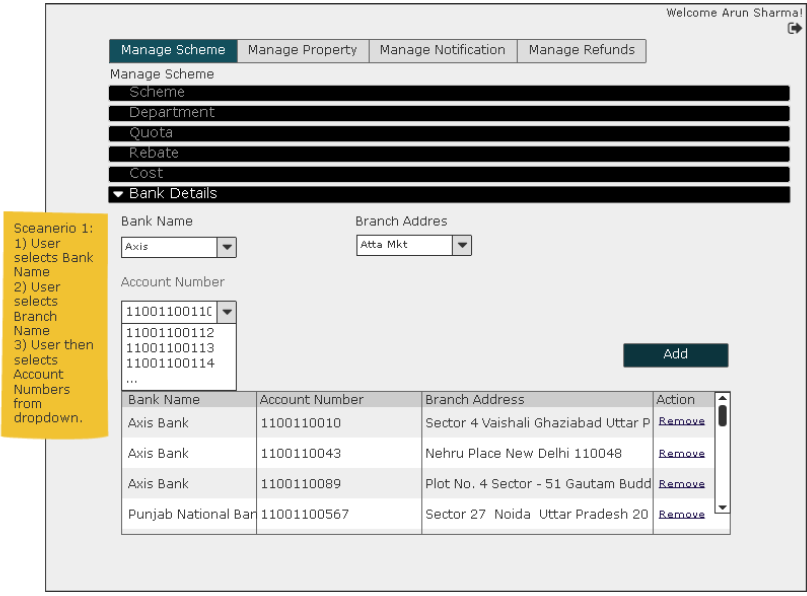 Welcome Arun Sharma!
Manage Scheme Manage Property Manage Notification Manage Refunds
Manage Scheme
Scheme
Department
Quota
Rebate
Cost
Bank Details
Sceanerio 1:
1) User
selects Bank
Name
2) User
selects
Branch
Name
3) User then
selects
Account
Numbers
from
dropdown.
Bank Name Branch Addres
Axis Atta Mkt
Account Number
1100110011
11001100112
11001100113
11001100114
...
Add
Bank Name Account Number Branch Address Action
Axis Bank 1100110010 Sector 4 Vaishali Ghaziabad Uttar P Remove
Axis Bank 1100110043 Nehru Place New Delhi 110048 Remove
Axis Bank 1100110089 Plot No. 4 Sector - 51 Gautam Budd Remove
Punjab National Ban 11001100567 Sector 27 Noida Uttar Pradesh 20 Remove